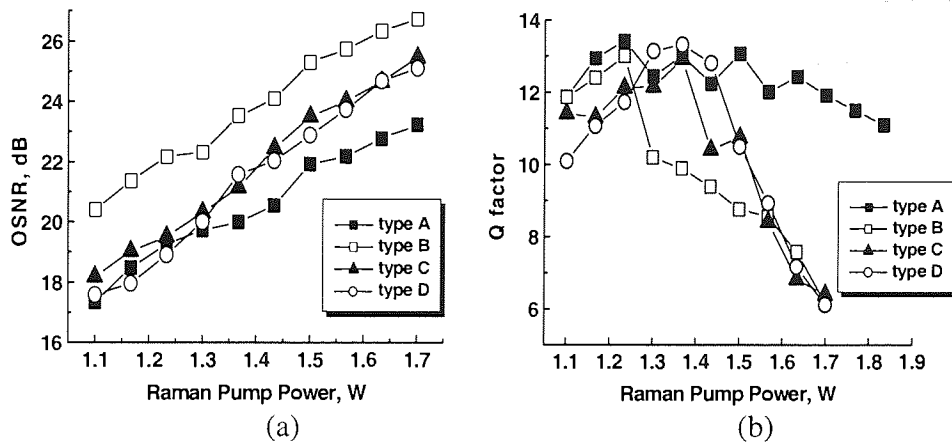 26
24
22
20
18
16
OSNR, dB
type A
type B
type C
type D
1.1 1.2 1.3 1.4 1.5 1.6 1.7
Raman Pump Power, W
(a)
14
12
10
8
6
Q factor
type A
type B
type C
type D
1.1 1.2 1.3 1.4 1.5 1.6 1.7 1.8 1.9
Raman Pump Power, W
(b)